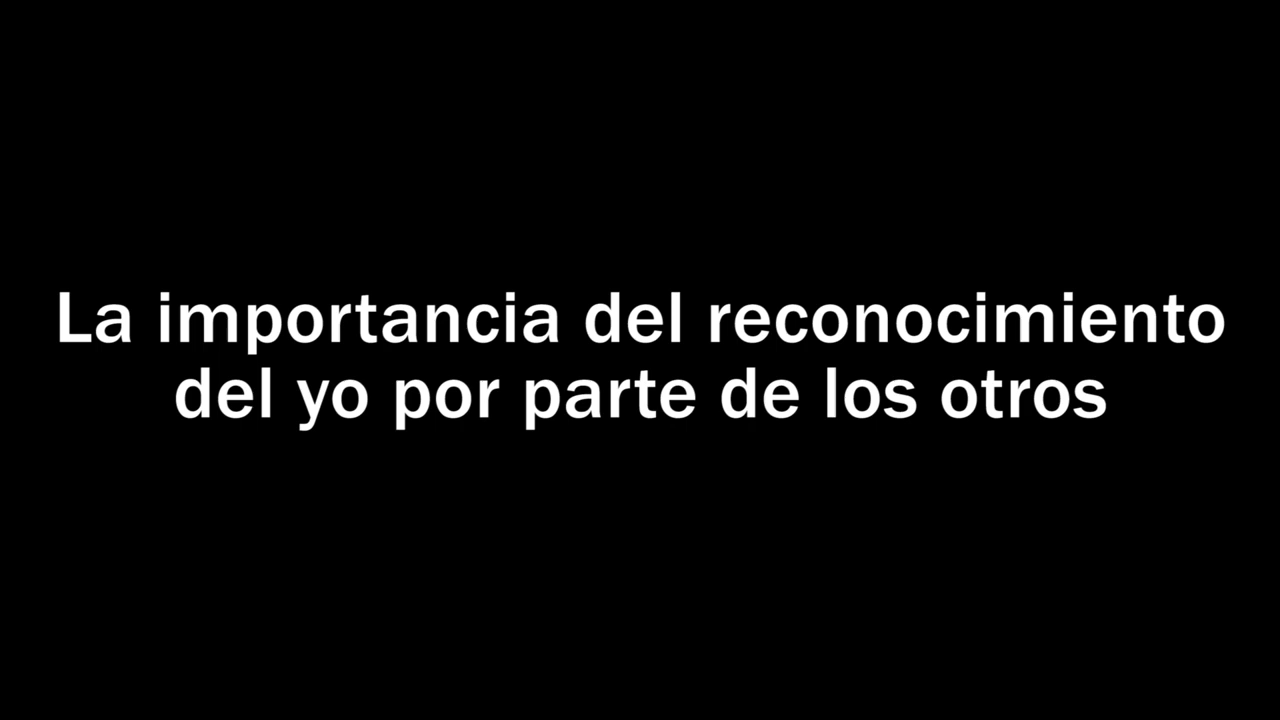 La importancia del reconocimiento
del yo por parte de los otros